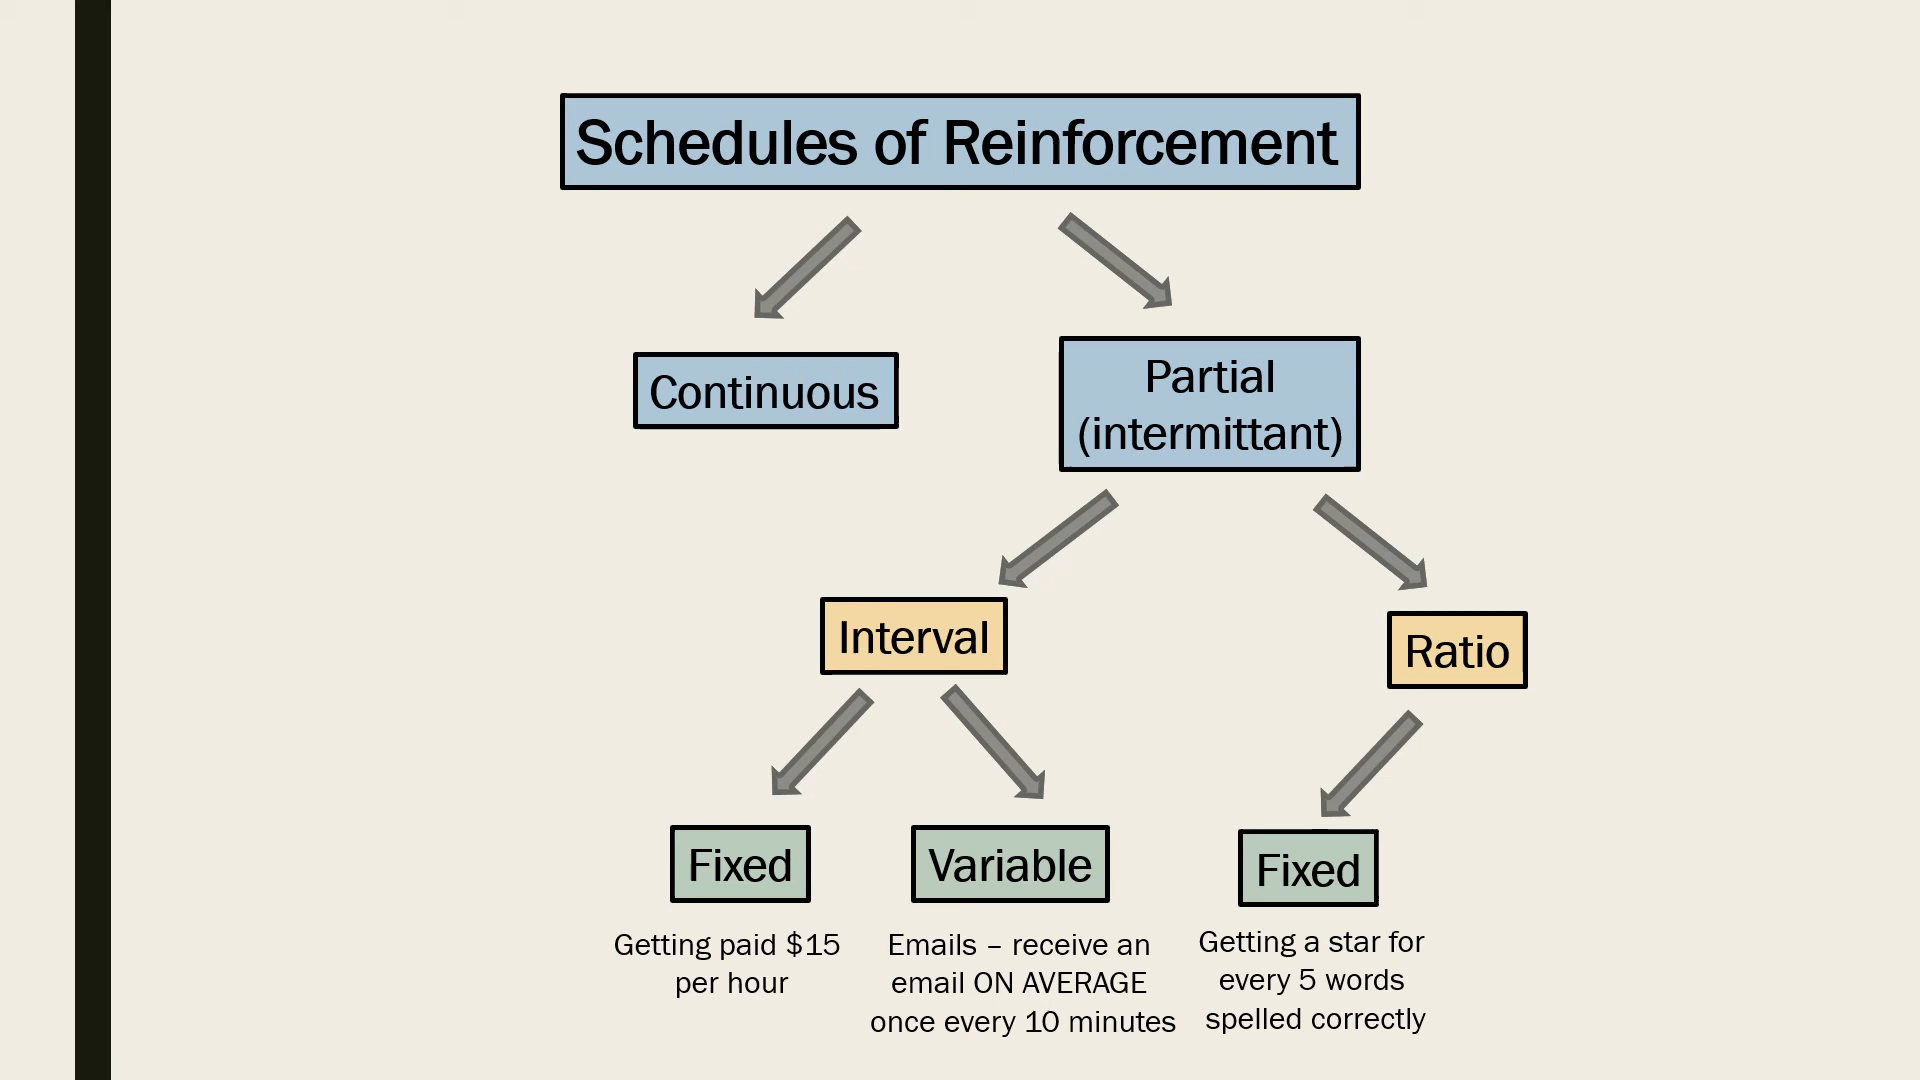 Schedules of Reinforcement
Continuous
Partial
(intermittant)
Interval
Ratio
Fixed
Variable
Fixed
Getting paid $15
per hour
Emails – receive an
email ON AVERAGE
once every 10 minutes
Getting a star for
every 5 words
spelled correctly